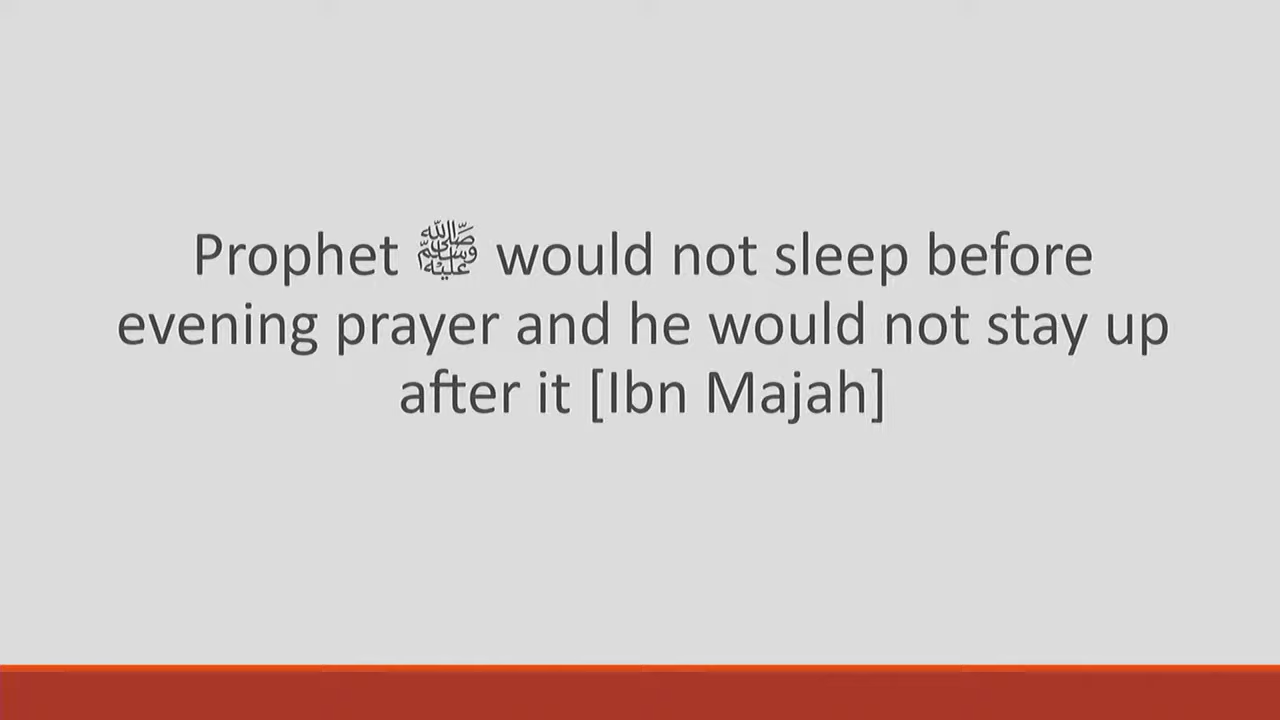 Prophet ﷺ would not sleep before
evening prayer and he would not stay up
after it [Ibn Majah]